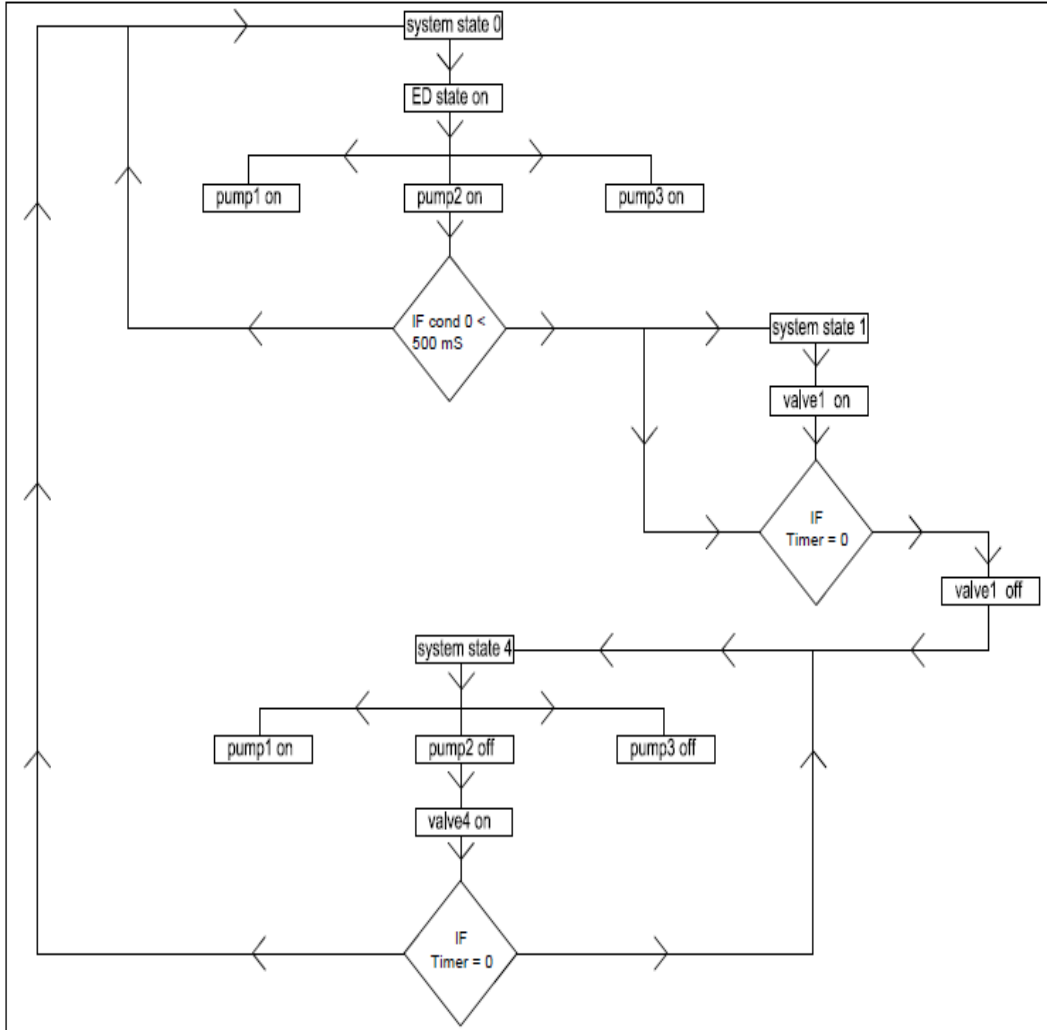 system state 0
ED state on
pump1 on
pump2 on
pump3 on
IF cond 0 <
500 mS
system state 1
valve1 on
IF
Timer = 0
valve1 off
system state 4
pump1 on
pump2 off
pump3 off
valve4 on
IF
Timer = 0